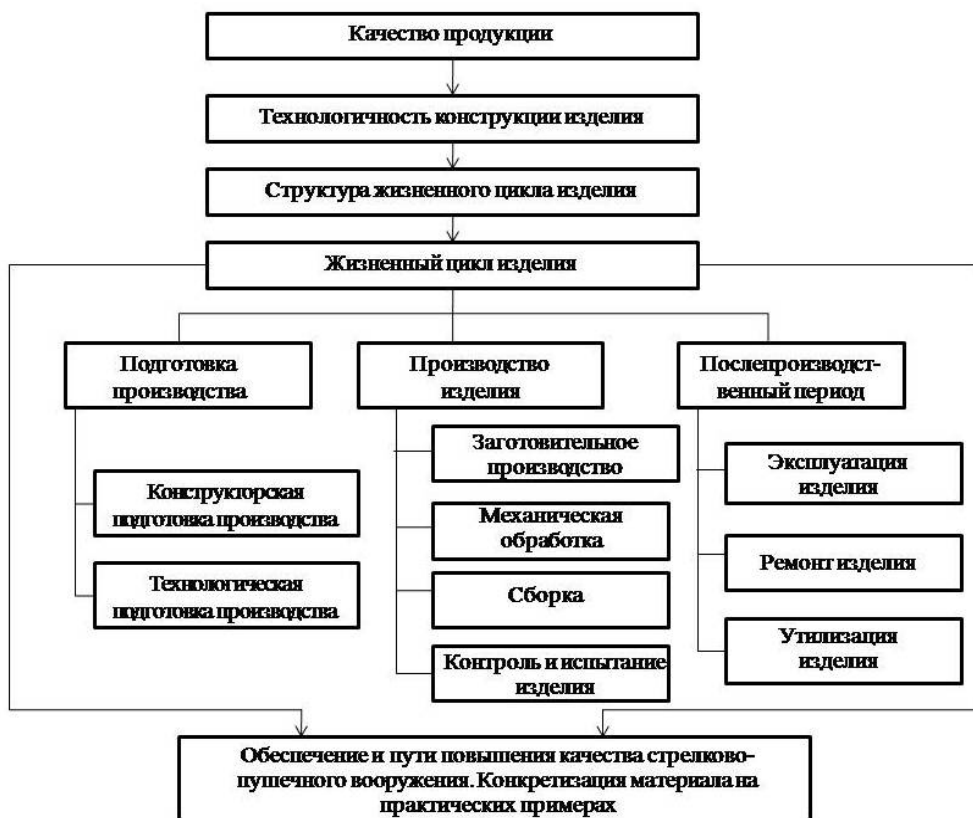 Качество продукции
Технологичность конструкции изделия
Структура жизненного цикла изделия
Жизненный цикл изделия
Подготовка
производства
Производство
изделия
Послепроизводст-
венный период
Конструкторская
подготовка производства
Технологическая
подготовка производства
Заготовительное
производство
Механическая
обработка
Сборка
Контроль и испытание
изделия
Эксплуатация
изделия
Ремонт изделия
Утилизация
изделия
Обеспечение и пути повышения качества стрелково-
пушечного вооружения. Конкретизация материала на
практических примерах